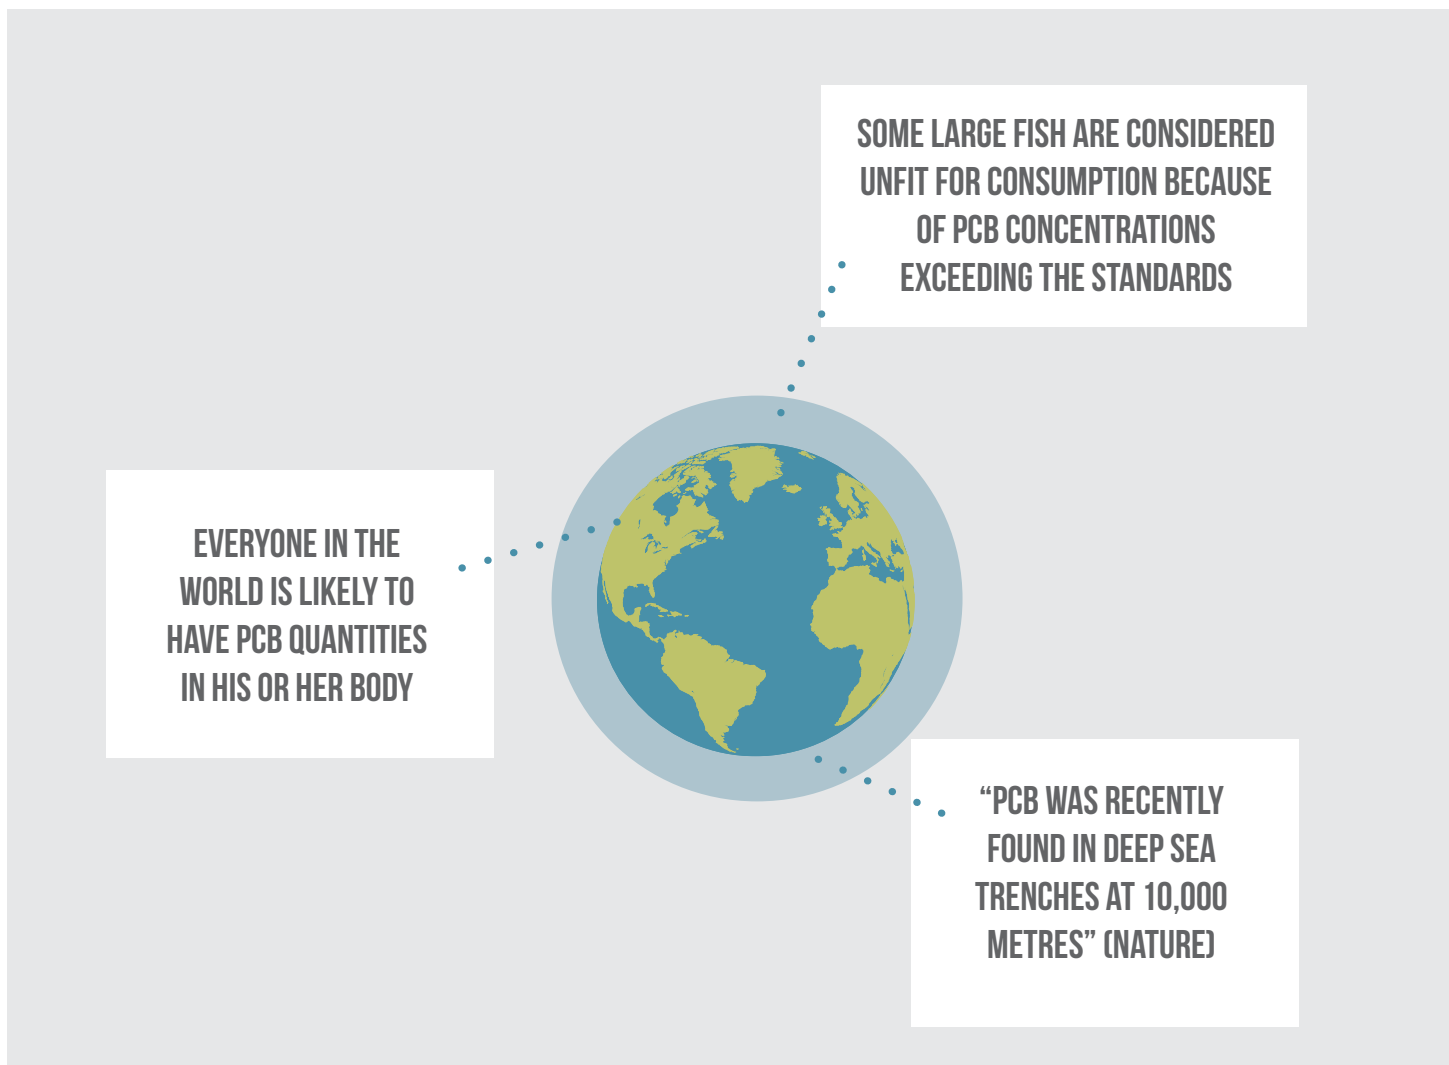 SOME LARGE FISH ARE CONSIDERED
UNFIT FOR CONSUMPTION BECAUSE
OF PCB CONCENTRATIONS
EXCEEDING THE STANDARDS
EVERYONE IN THE
WORLD IS LIKELY TO
HAVE PCB QUANTITIES
IN HIS OR HER BODY
“PCB WAS RECENTLY
FOUND IN DEEP SEA
TRENCHES AT 10,000
METRES” (NATURE)